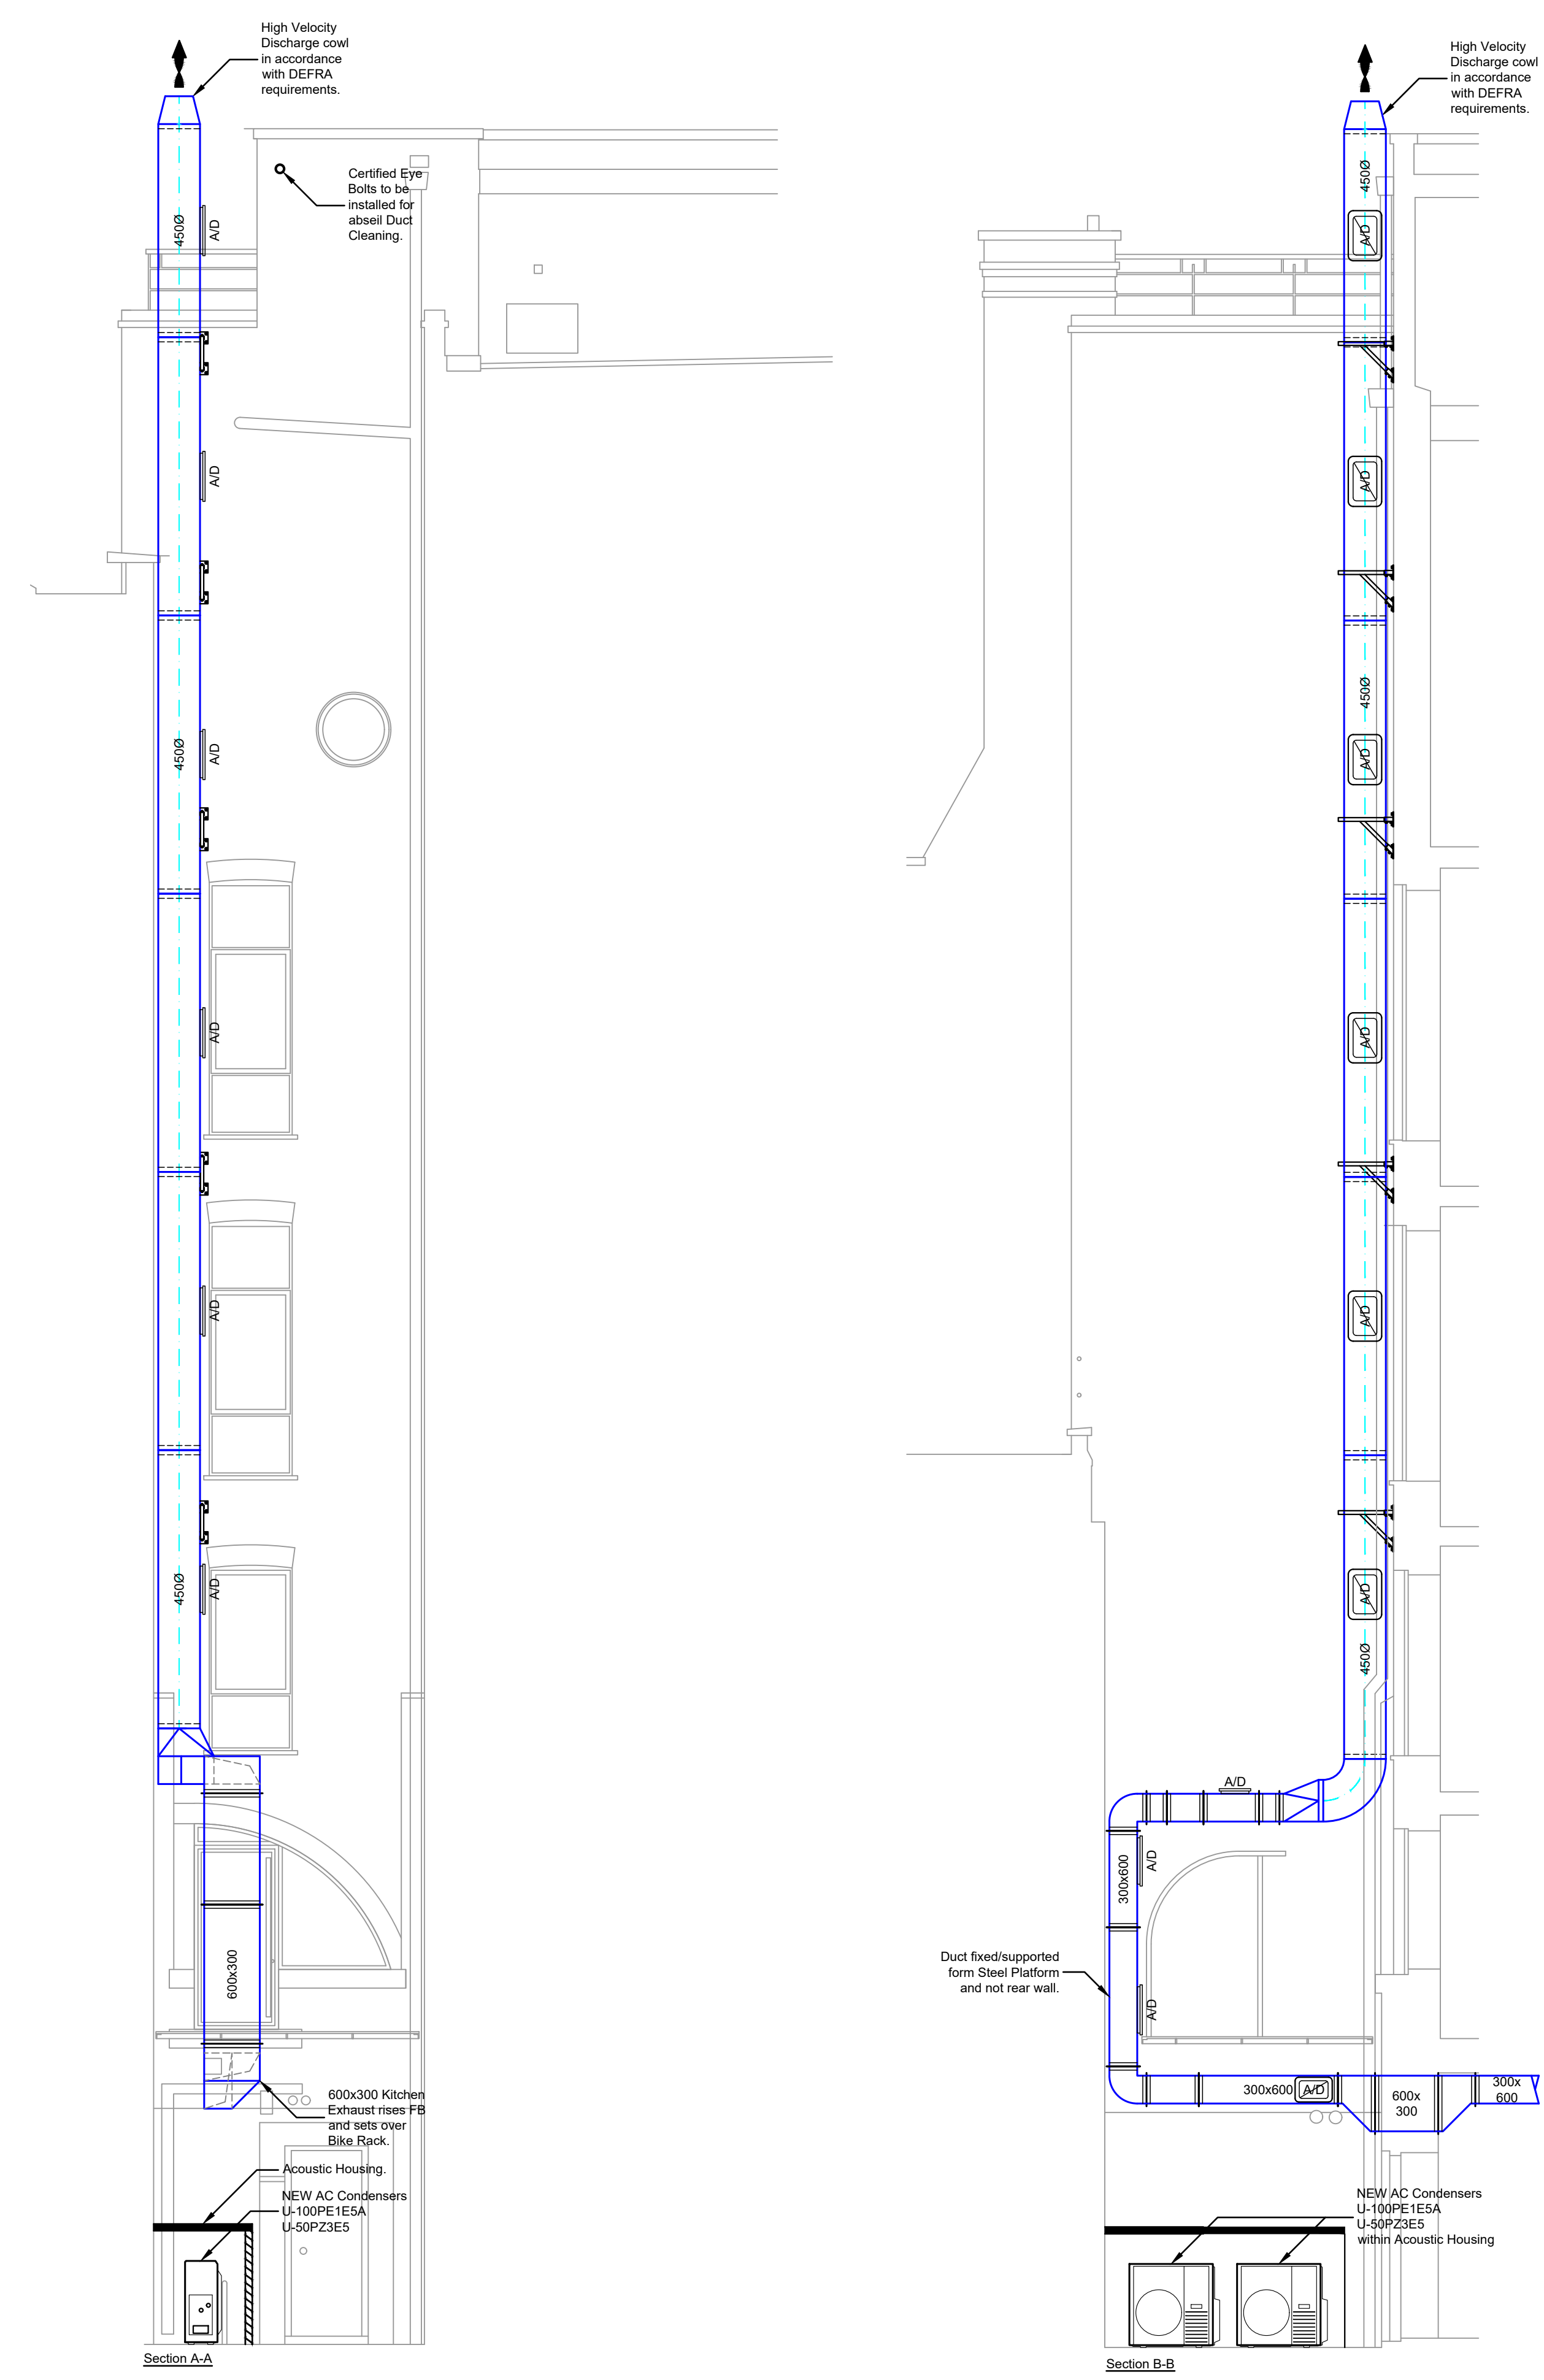 High Velocity
Discharge cowl
in accordance
with DEFRA
requirements.
Certified Eye
Bolts to be
installed for
abseil Duct
Cleaning.
450Ø
A/D
A/D
450Ø
A/D
A/D
A/D
450Ø
A/D
600x300
600x300 Kitchen
Exhaust rises FB
and sets over
Bike Rack.
Acoustic Housing.
NEW AC Condensers
U-100PE1E5A
U-50PZ3E5
Section A-A
High Velocity
Discharge cowl
in accordance
with DEFRA
requirements.
450Ø
A/D
A/D
450Ø
A/D
A/D
A/D
A/D
450Ø
A/D
300x600
A/D
Duct fixed/supported
form Steel Platform
and not rear wall.
A/D
300x600
A/D
600x
300
300x
600
NEW AC Condensers
U-100PE1E5A
U-50PZ3E5
within Acoustic Housing
Section B-B